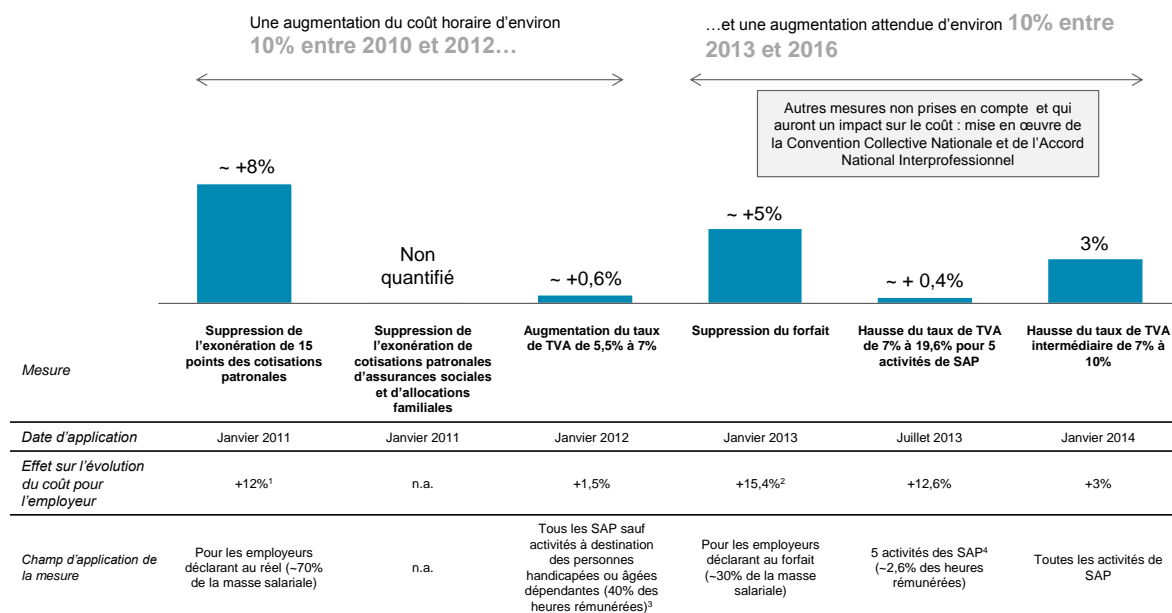 Une augmentation du coût horaire d'environ
10% entre 2010 et 2012…
…et une augmentation attendue d'environ 10% entre
2013 et 2016
Autres mesures non prises en compte et qui
auront un impact sur le coût : mise en œuvre de
la Convention Collective Nationale et de l'Accord
National Interprofessionnel
~ +8%
Non
quantifié
~ +0,6%
~ +5%
~ + 0,4%
3%
Mesure
Suppression de
l'exonération de 15
points des cotisations
patronales
Suppression de
l'exonération de
cotisations patronales
d'assurances sociales
et d'allocations
familiales
Augmentation du taux
de TVA de 5,5% à 7%
Suppression du forfait
Hausse du taux de TVA
de 7% à 19,6% pour 5
activités de SAP
Hausse du taux de TVA
intermédiaire de 7% à
10%
Date d'application
Janvier 2011
Janvier 2011
Janvier 2012
Janvier 2013
Juillet 2013
Janvier 2014
Effet sur l'évolution
du coût pour
l'employeur
+12%¹
n.a.
+1,5%
+15,4%²
+12,6%
+3%
Champ d'application de
la mesure
Pour les employeurs
déclarant au réel (~70%
de la masse salariale)
n.a.
Tous les SAP sauf
activités à destination
des personnes
handicapées ou âgées
dépendantes (40% des
heures rémunérées)³
Pour les employeurs
déclarant au forfait
(~30% de la masse
salariale)
5 activités des SAP⁴
(~2,6% des heures
rémunérées)
Toutes les activités de
SAP